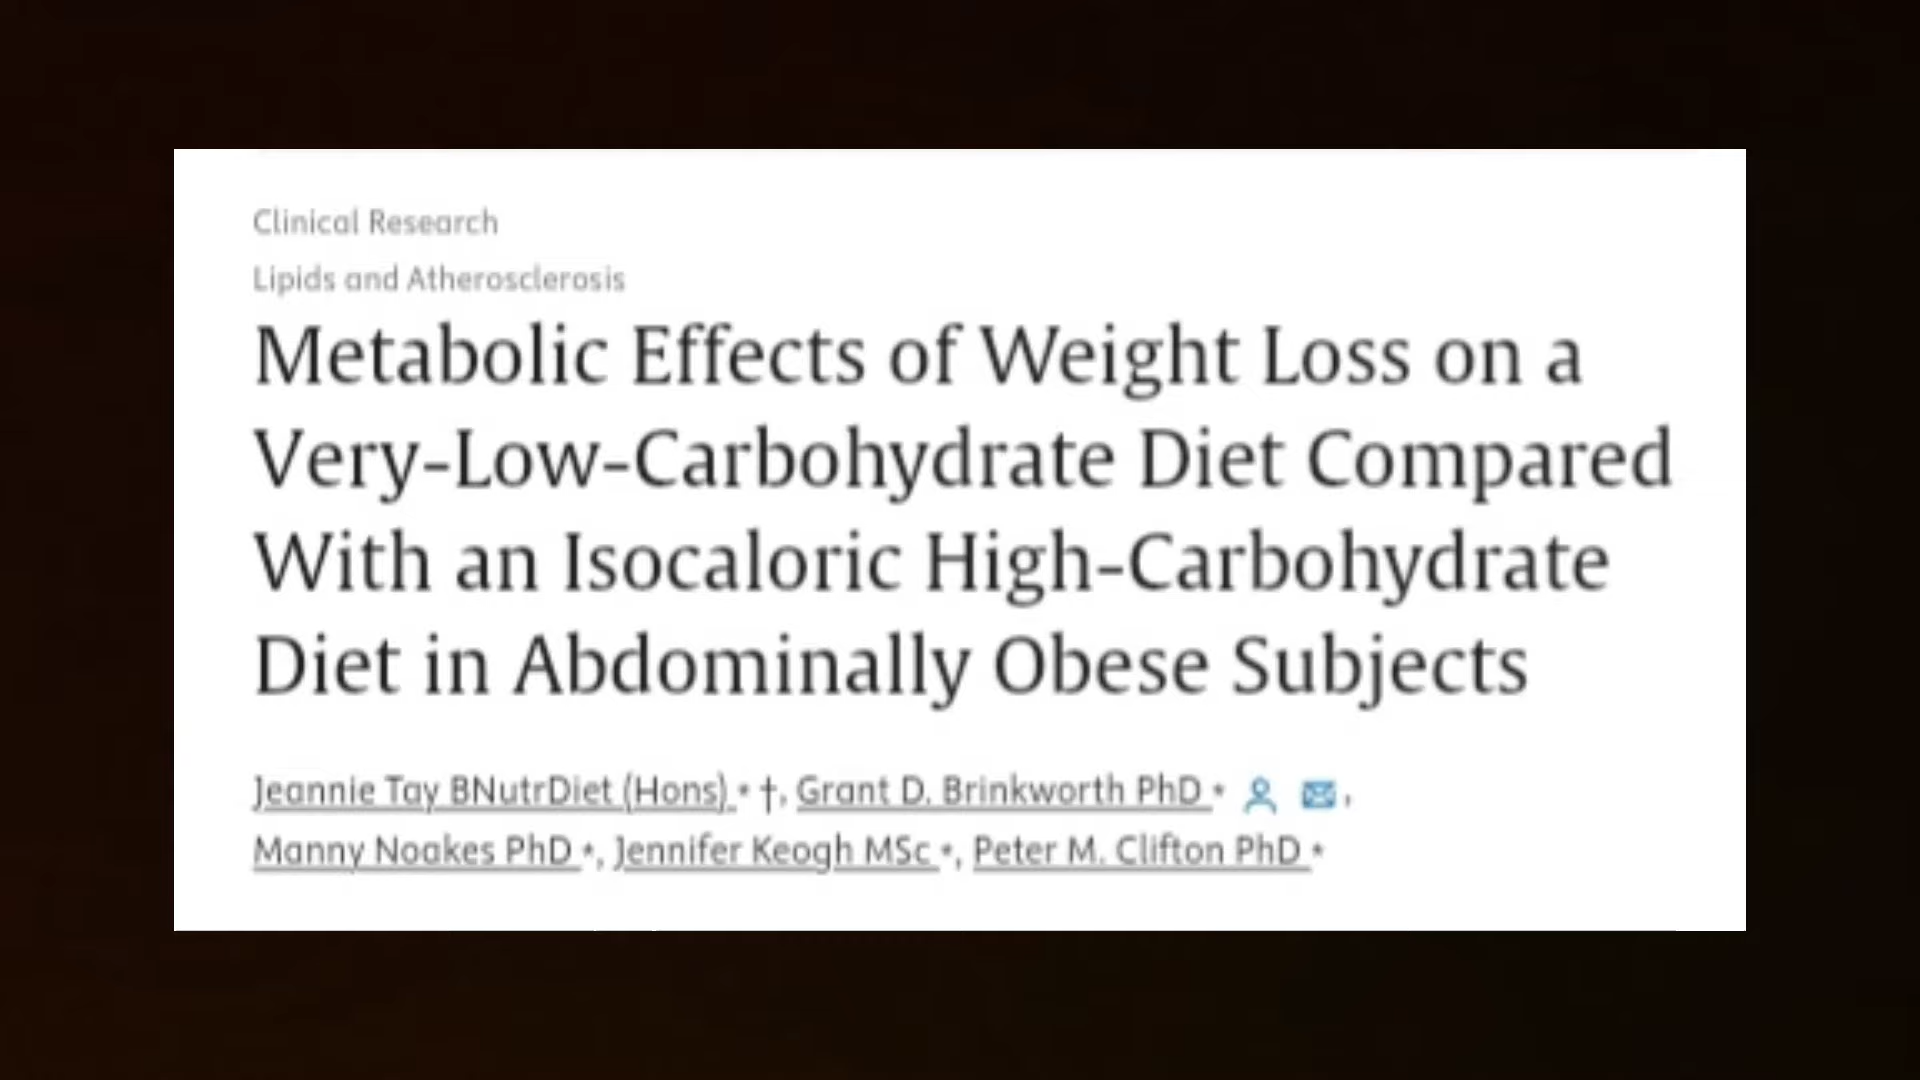 Clinical Research
Lipids and Atherosclerosis
Metabolic Effects of Weight Loss on a
Very-Low-Carbohydrate Diet Compared
With an Isocaloric High-Carbohydrate
Diet in Abdominally Obese Subjects
Jeannie Tay BNutrDiet (Hons) * †, Grant D. Brinkworth PhD * ,
Manny Noakes PhD *, Jennifer Keogh MSc *, Peter M. Clifton PhD *